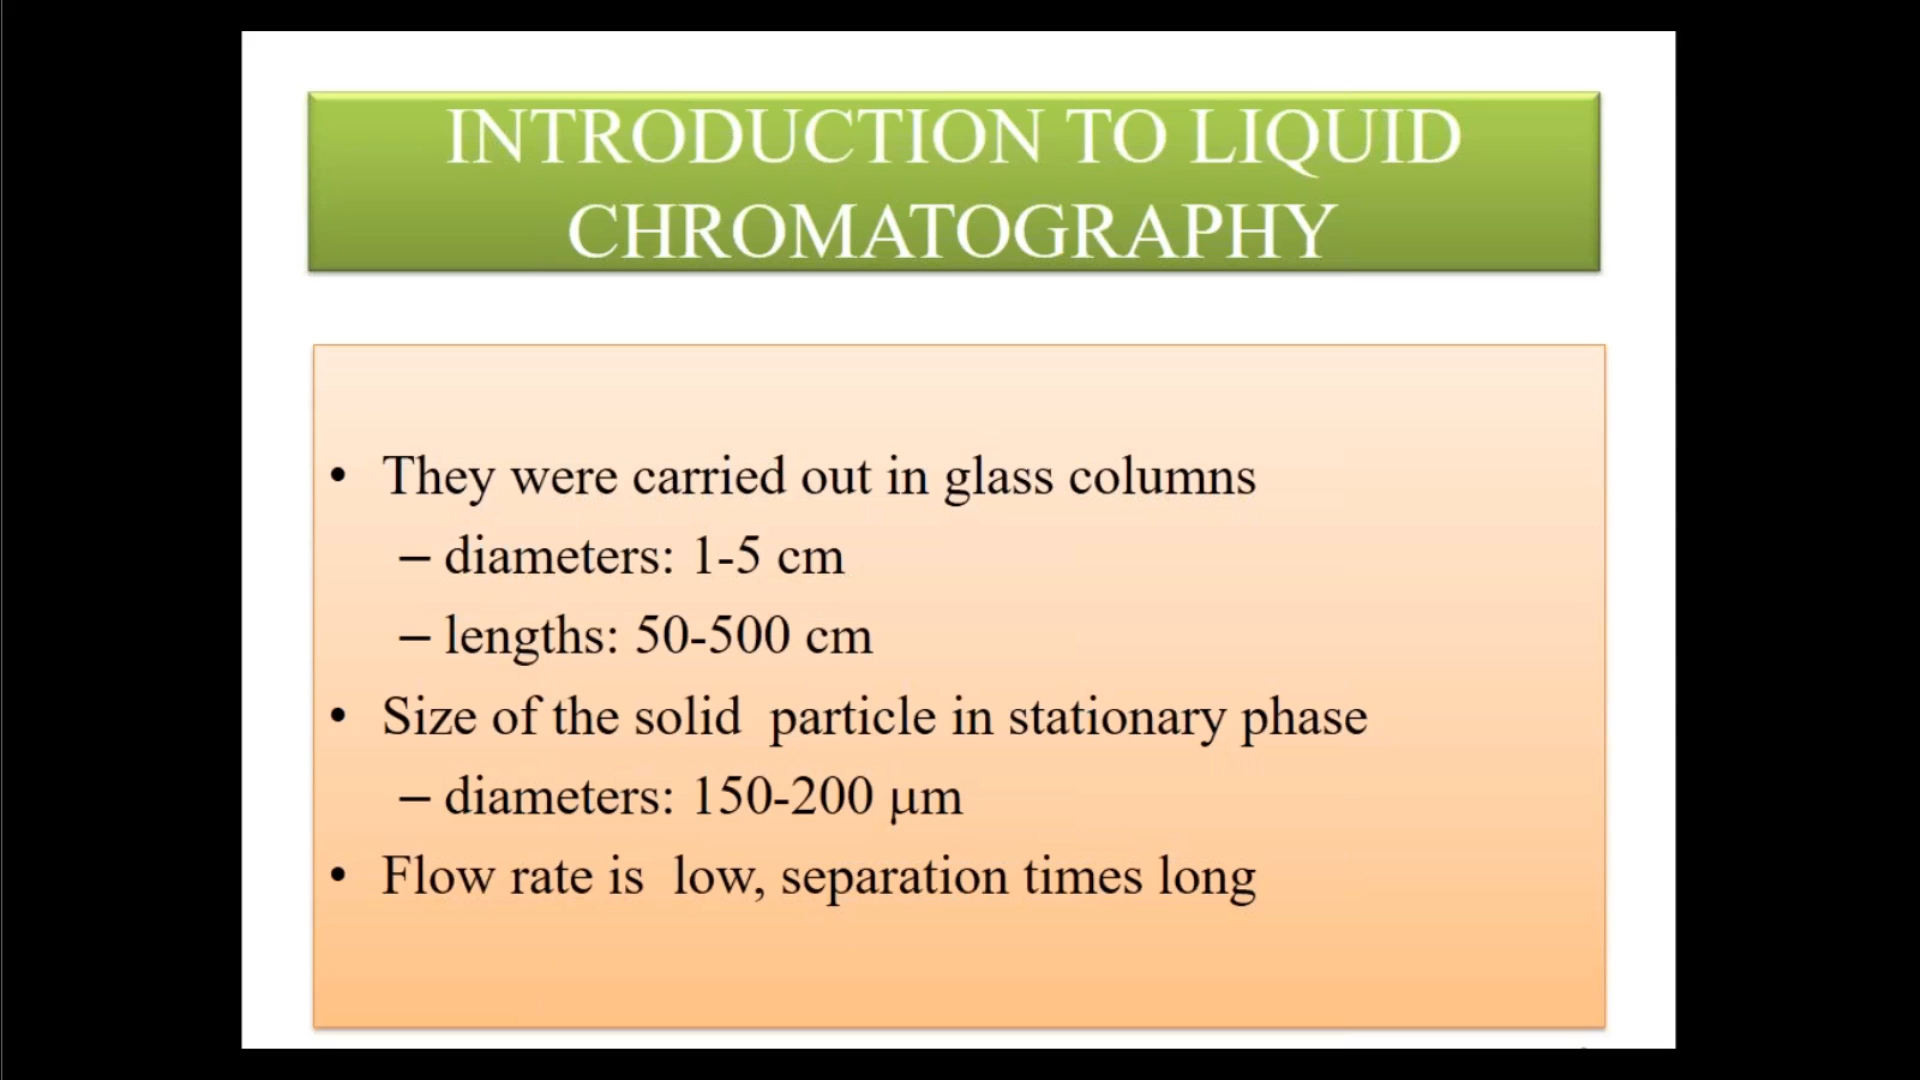 INTRODUCTION TO LIQUID
CHROMATOGRAPHY
• They were carried out in glass columns
– diameters: 1-5 cm
– lengths: 50-500 cm
• Size of the solid  particle in stationary phase
– diameters: 150-200 μm
• Flow rate is  low, separation times long